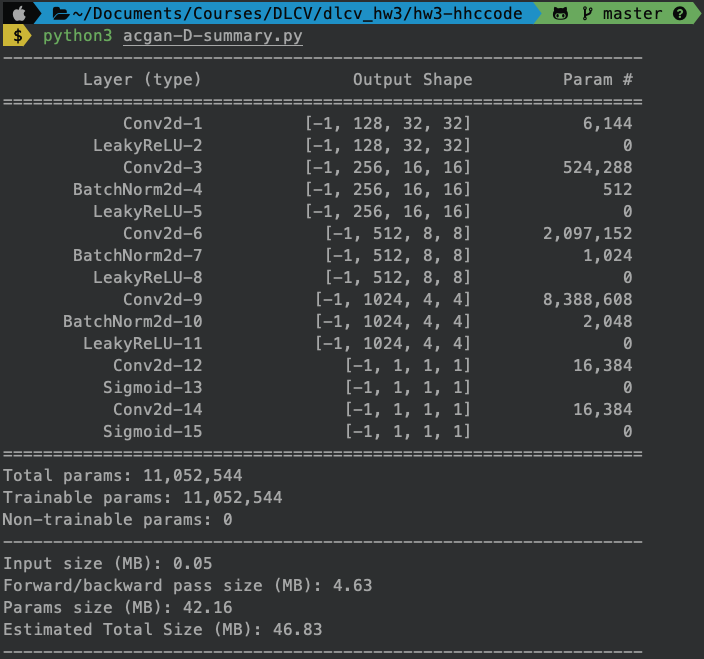 ~/Documents/Courses/DLCV/dlcv_hw3/hw3-hhccode master ?
$ python3 acgan-D-summary.py
----------------------------------------------------------------
Layer (type) Output Shape Param #
================================================================
Conv2d-1 [-1, 128, 32, 32] 6,144
LeakyReLU-2 [-1, 128, 32, 32] 0
Conv2d-3 [-1, 256, 16, 16] 524,288
BatchNorm2d-4 [-1, 256, 16, 16] 512
LeakyReLU-5 [-1, 256, 16, 16] 0
Conv2d-6 [-1, 512, 8, 8] 2,097,152
BatchNorm2d-7 [-1, 512, 8, 8] 1,024
LeakyReLU-8 [-1, 512, 8, 8] 0
Conv2d-9 [-1, 1024, 4, 4] 8,388,608
BatchNorm2d-10 [-1, 1024, 4, 4] 2,048
LeakyReLU-11 [-1, 1024, 4, 4] 0
Conv2d-12 [-1, 1, 1, 1] 16,384
Sigmoid-13 [-1, 1, 1, 1] 0
Conv2d-14 [-1, 1, 1, 1] 16,384
Sigmoid-15 [-1, 1, 1, 1] 0
================================================================
Total params: 11,052,544
Trainable params: 11,052,544
Non-trainable params: 0
----------------------------------------------------------------
Input size (MB): 0.05
Forward/backward pass size (MB): 4.63
Params size (MB): 42.16
Estimated Total Size (MB): 46.83
----------------------------------------------------------------